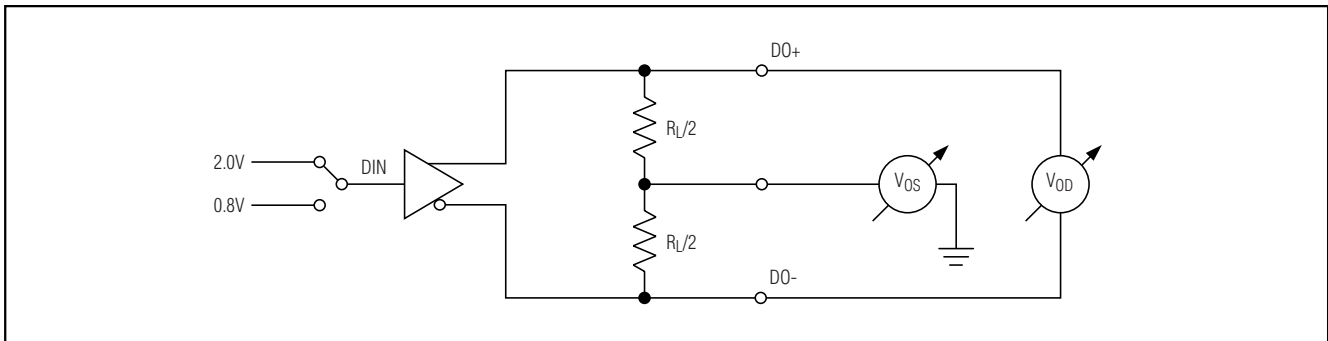 DO+
RL/2
2.0V
DIN
VOS
VOD
0.8V
RL/2
DO-